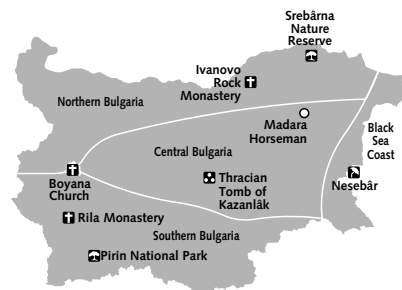 Srebârna
Nature
Reserve
Ivanovo
Rock
Monastery
Northern Bulgaria
Madara
Horseman
Black
Sea
Coast
Central Bulgaria
Boyana
Church
Thracian
Tomb of
Kazanlâk
Nesebâr
Rila Monastery
Southern Bulgaria
Pirin National Park